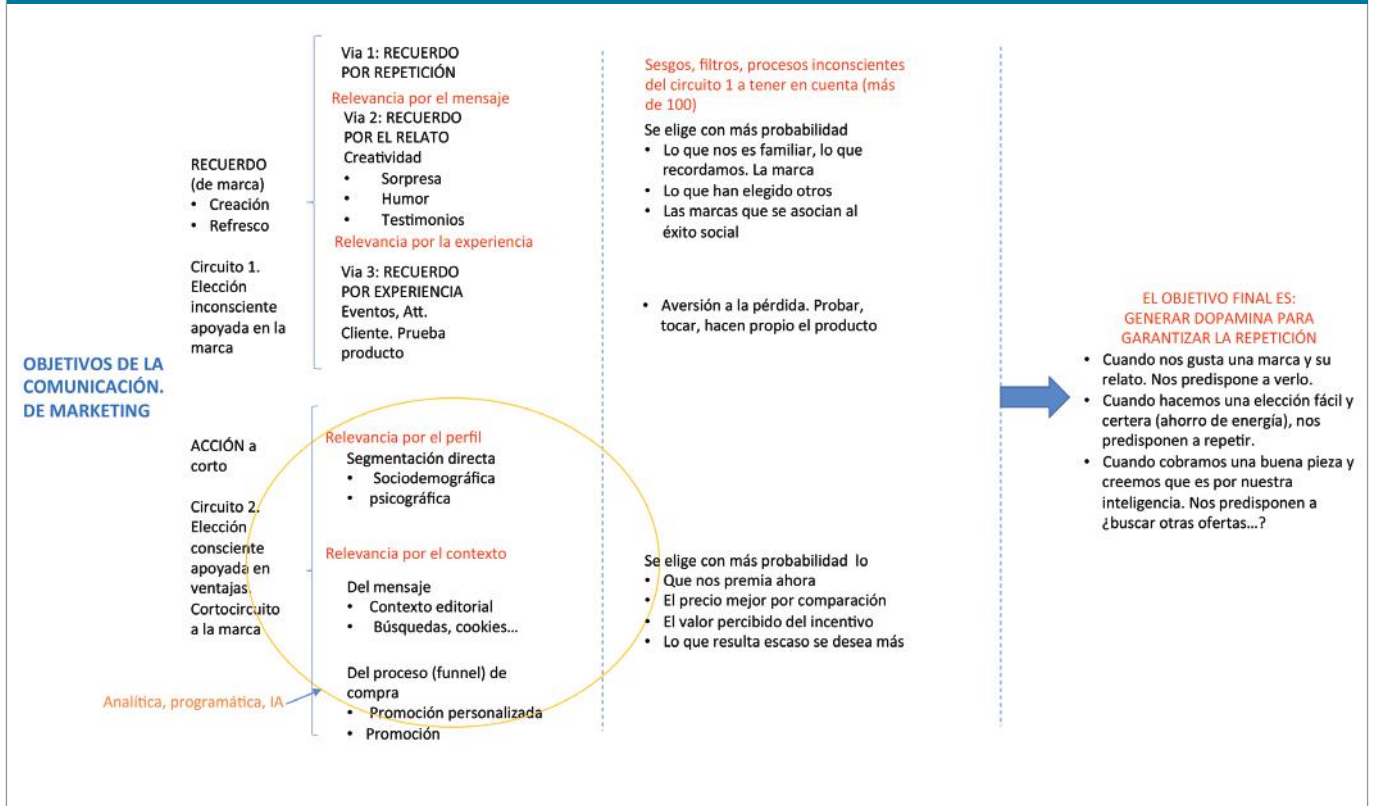 OBJETIVOS DE LA
COMUNICACIÓN.
DE MARKETING
RECUERDO
(de marca)
• Creación
• Refresco
Circuito 1.
Elección
inconsciente
apoyada en la
marca
Via 1: RECUERDO
POR REPETICIÓN
Relevancia por el mensaje
Via 2: RECUERDO
POR EL RELATO
Creatividad
• Sorpresa
• Humor
• Testimonios
Relevancia por la experiencia
Via 3: RECUERDO
POR EXPERIENCIA
Eventos, Att.
Cliente. Prueba
producto
Sesgos, filtros, procesos inconscientes
del circuito 1 a tener en cuenta (más
de 100)
Se elige con más probabilidad
• Lo que nos es familiar, lo que
recordamos. La marca
• Lo que han elegido otros
• Las marcas que se asocian al
éxito social
• Aversión a la pérdida. Probar,
tocar, hacen propio el producto
ACCIÓN a
corto
Circuito 2.
Elección
consciente
apoyada en
ventajas.
Cortocircuito
a la marca
Analítica, programática, IA
Relevancia por el perfil
Segmentación directa
• Sociodemográfica
• psicográfica
Relevancia por el contexto
Del mensaje
• Contexto editorial
• Búsquedas, cookies...
Del proceso (funnel) de
compra
• Promoción personalizada
• Promoción
Se elige con más probabilidad lo
• Que nos premia ahora
• El precio mejor por comparación
• El valor percibido del incentivo
• Lo que resulta escaso se desea más
EL OBJETIVO FINAL ES:
GENERAR DOPAMINA PARA
GARANTIZAR LA REPETICIÓN
• Cuando nos gusta una marca y su
relato. Nos predispone a verlo.
• Cuando hacemos una elección fácil y
certera (ahorro de energía), nos
predisponen a repetir.
• Cuando cobramos una buena pieza y
creemos que es por nuestra
inteligencia. Nos predisponen a
¿buscar otras ofertas...?